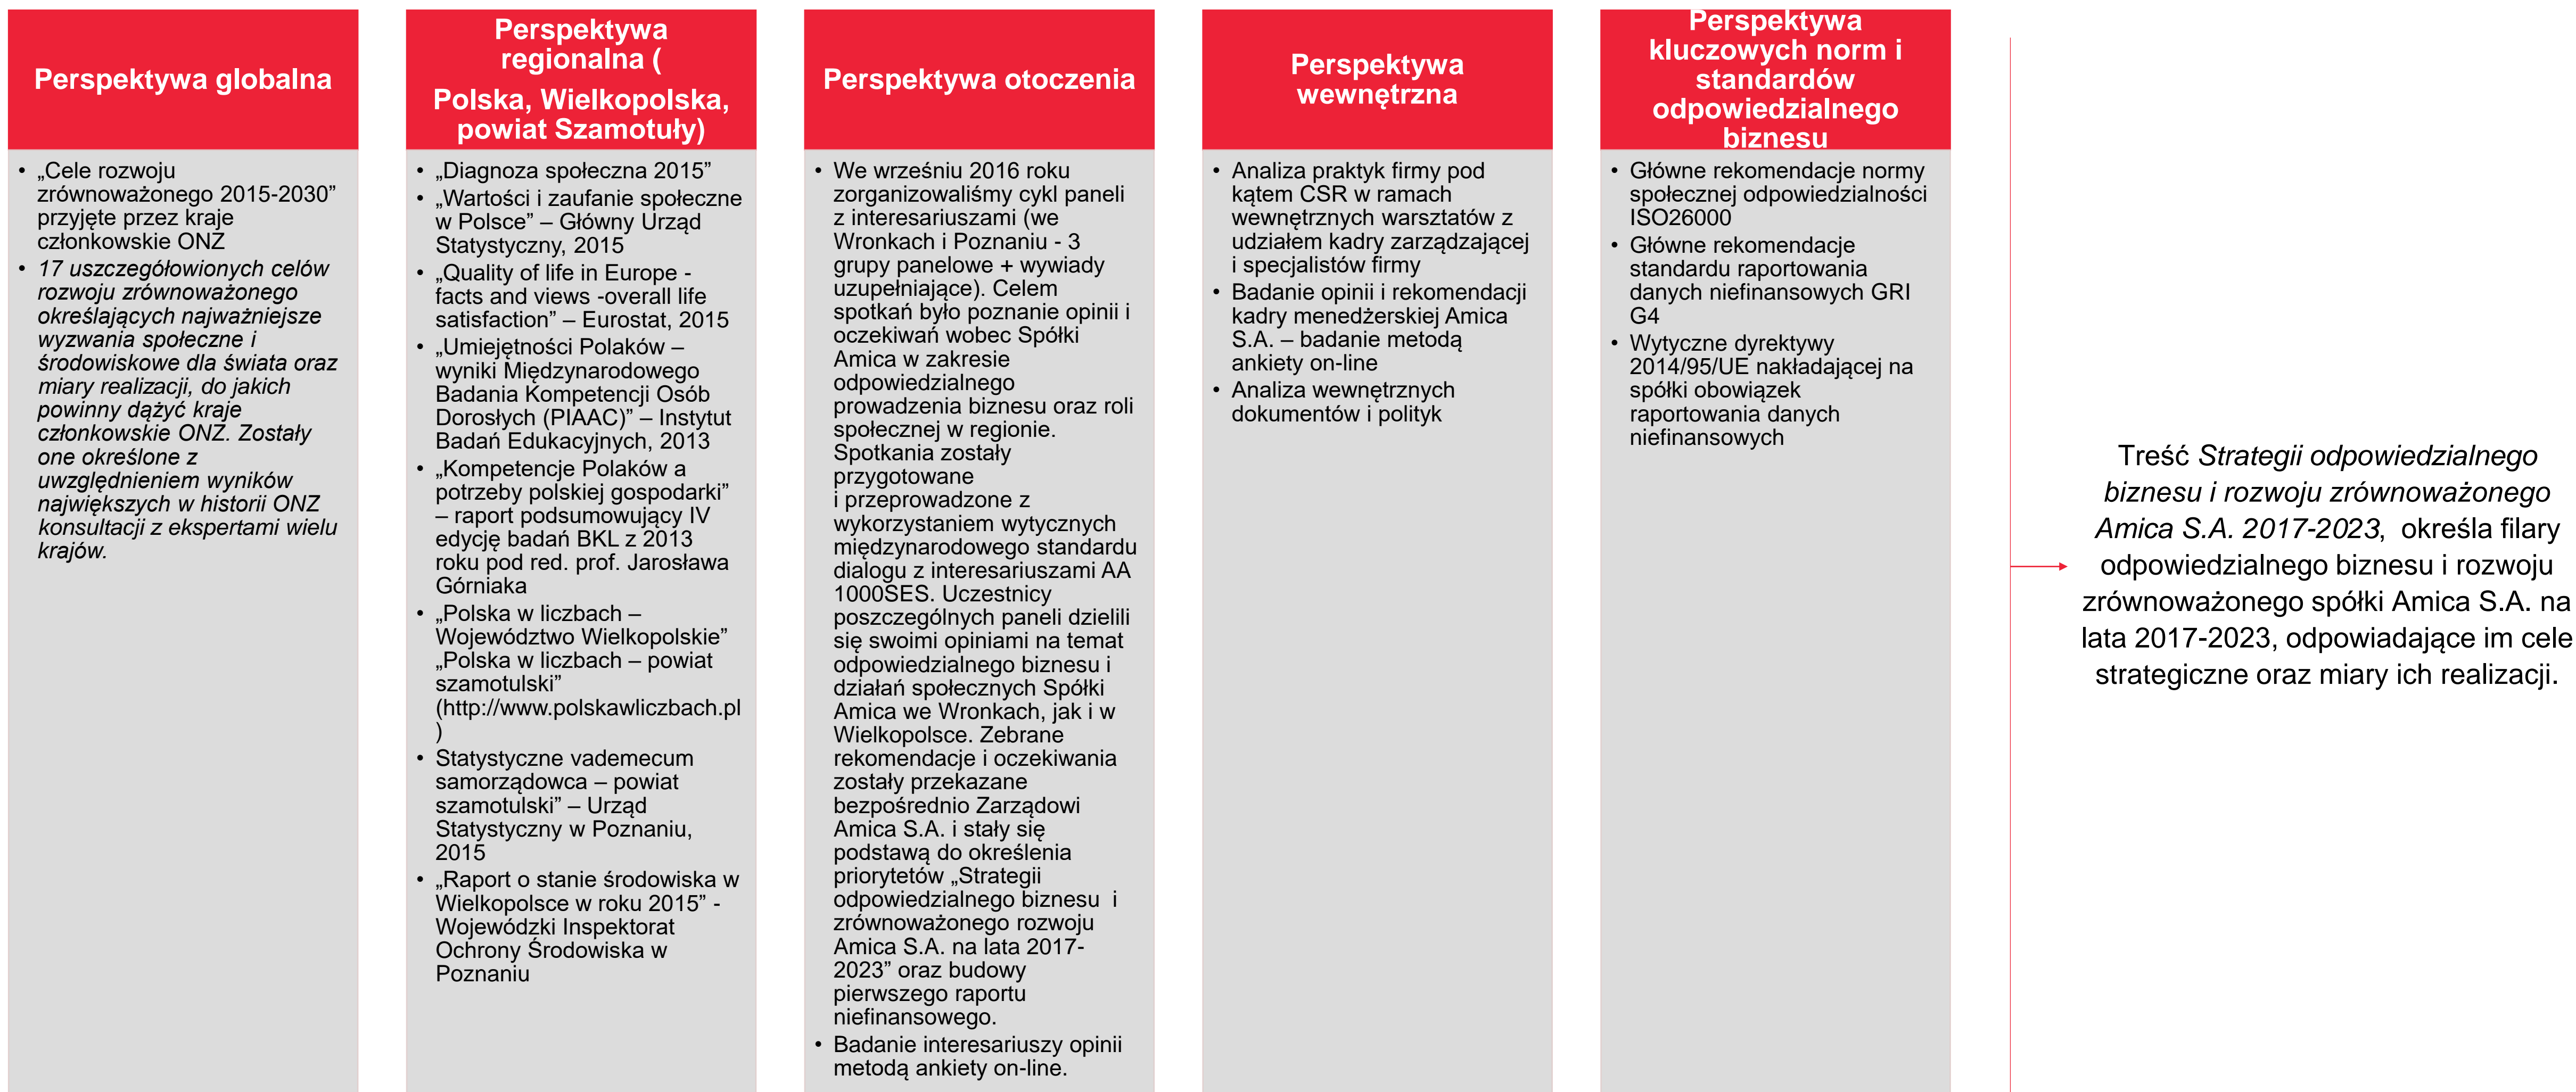 Perspektywa globalna
„Cele rozwoju
zrównoważonego 2015-2030”
przyjęte przez kraje
członkowskie ONZ
17 uszczegółowionych celów
rozwoju zrównoważonego
określających najważniejsze
wyzwania społeczne i
środowiskowe dla świata oraz
miary realizacji, do jakich
powinny dążyć kraje
członkowskie ONZ. Zostały
one określone z
uwzględnieniem wyników
największych w historii ONZ
konsultacji z ekspertami wielu
krajów.
Perspektywa
regionalna (
Polska, Wielkopolska,
powiat Szamotuły)
„Diagnoza społeczna 2015”
„Wartości i zaufanie społeczne
w Polsce” – Główny Urząd
Statystyczny, 2015
„Quality of life in Europe -
facts and views -overall life
satisfaction” – Eurostat, 2015
„Umiejętności Polaków –
wyniki Międzynarodowego
Badania Kompetencji Osób
Dorosłych (PIAAC)” – Instytut
Badań Edukacyjnych, 2013
„Kompetencje Polaków a
potrzeby polskiej gospodarki”
– raport podsumowujący IV
edycję badań BKL z 2013
roku pod red. prof. Jarosława
Górniaka
„Polska w liczbach –
Województwo Wielkopolskie”
„Polska w liczbach – powiat
szamotulski”
(http://www.polskawliczbach.pl
)
Statystyczne vademecum
samorządowca – powiat
szamotulski” – Urząd
Statystyczny w Poznaniu,
2015
„Raport o stanie środowiska w
Wielkopolsce w roku 2015” -
Wojewódzki Inspektorat
Ochrony Środowiska w
Poznaniu
Perspektywa otoczenia
We wrześniu 2016 roku
zorganizowaliśmy cykl paneli
z interesariuszami (we
Wronkach i Poznaniu - 3
grupy panelowe + wywiady
uzupełniające). Celem
spotkań było poznanie opinii i
oczekiwań wobec Spółki
Amica w zakresie
odpowiedzialnego
prowadzenia biznesu oraz roli
społecznej w regionie.
Spotkania zostały
przygotowane
i przeprowadzone z
wykorzystaniem wytycznych
międzynarodowego standardu
dialogu z interesariuszami AA
1000SES. Uczestnicy
poszczególnych paneli dzielili
się swoimi opiniami na temat
odpowiedzialnego biznesu i
działań społecznych Spółki
Amica we Wronkach, jak i w
Wielkopolsce. Zebrane
rekomendacje i oczekiwania
zostały przekazane
bezpośrednio Zarządowi
Amica S.A. i stały się
podstawą do określenia
priorytetów „Strategii
odpowiedzialnego biznesu  i
zrównoważonego rozwoju
Amica S.A. na lata 2017-
2023” oraz budowy
pierwszego raportu
niefinansowego.
Badanie interesariuszy opinii
metodą ankiety on-line.
Perspektywa
wewnętrzna
Analiza praktyk firmy pod
kątem CSR w ramach
wewnętrznych warsztatów z
udziałem kadry zarządzającej
i specjalistów firmy
Badanie opinii i rekomendacji
kadry menedżerskiej Amica
S.A. – badanie metodą
ankiety on-line
Analiza wewnętrznych
dokumentów i polityk
Perspektywa
kluczowych norm i
standardów
odpowiedzialnego
biznesu
Główne rekomendacje normy
społecznej odpowiedzialności
ISO26000
Główne rekomendacje
standardu raportowania
danych niefinansowych GRI
G4
Wytyczne dyrektywy
2014/95/UE nakładającej na
spółki obowiązek
raportowania danych
niefinansowych
Treść Strategii odpowiedzialnego
biznesu i rozwoju zrównoważonego
Amica S.A. 2017-2023,  określa filary
odpowiedzialnego biznesu i rozwoju
zrównoważonego spółki Amica S.A. na
lata 2017-2023, odpowiadające im cele
strategiczne oraz miary ich realizacji.